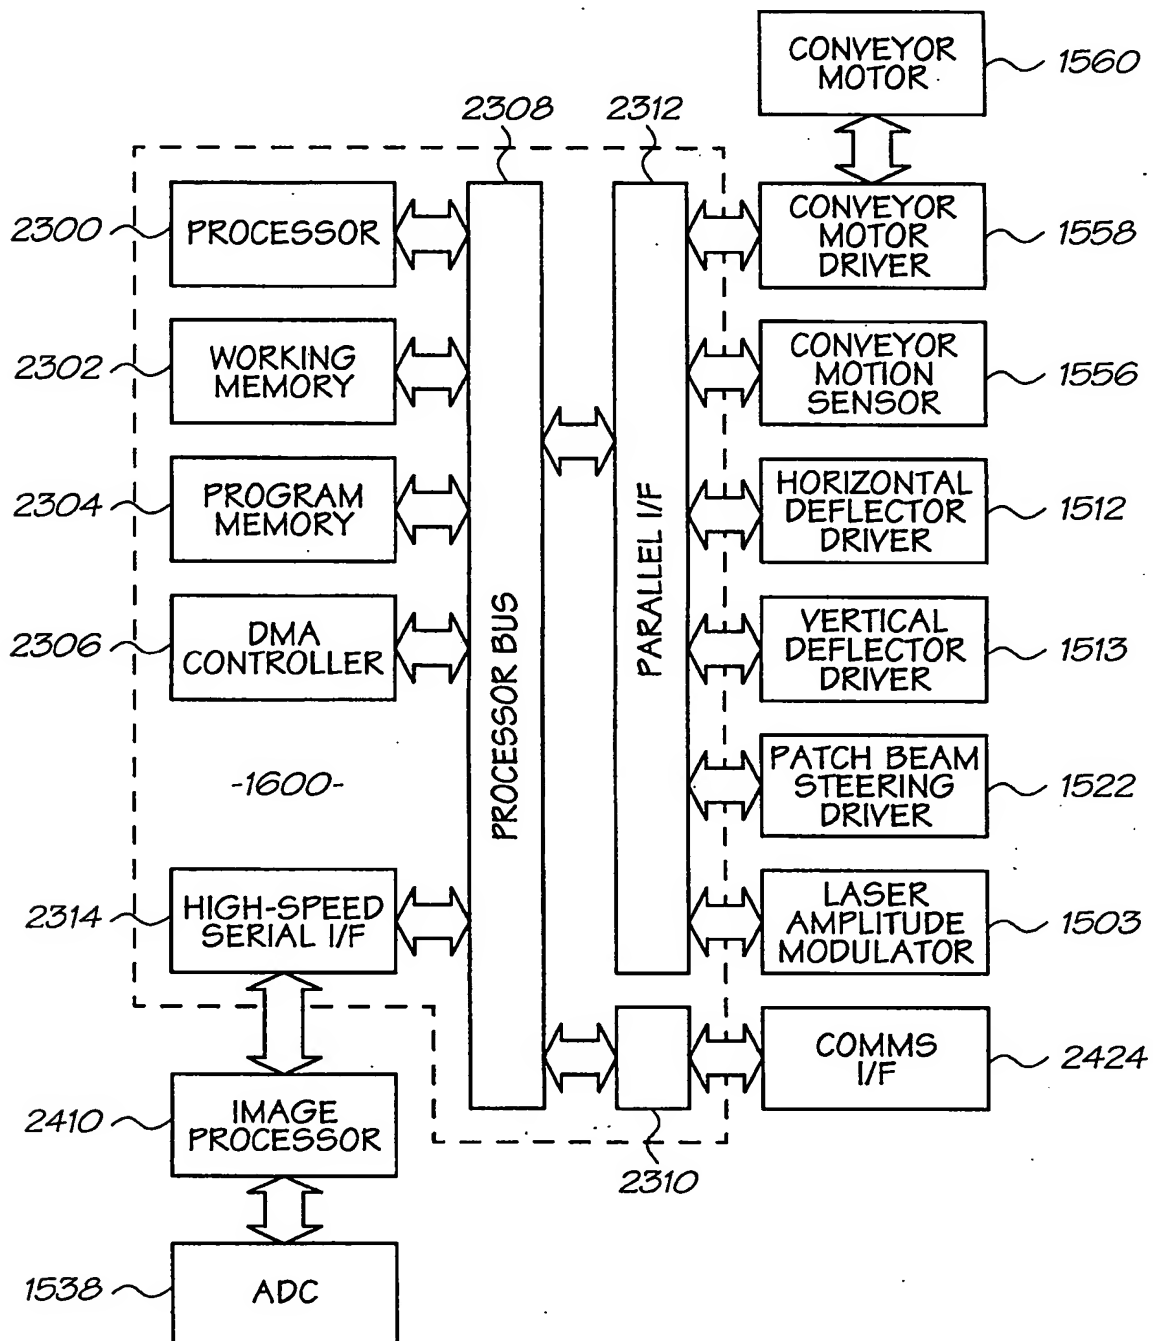 CONVEYOR
MOTOR
1560
2308
2312
2300
PROCESSOR
CONVEYOR
MOTOR
DRIVER
1558
2302
WORKING
MEMORY
CONVEYOR
MOTION
SENSOR
1556
2304
PROGRAM
MEMORY
HORIZONTAL
DEFLECTOR
DRIVER
1512
2306
DMA
CONTROLLER
PROCESSOR BUS
PARALLEL I/F
VERTICAL
DEFLECTOR
DRIVER
1513
-1600-
PATCH BEAM
STEERING
DRIVER
1522
2314
HIGH-SPEED
SERIAL I/F
LASER
AMPLITUDE
MODULATOR
1503
COMMS
I/F
2424
2410
IMAGE
PROCESSOR
2310
1538
ADC